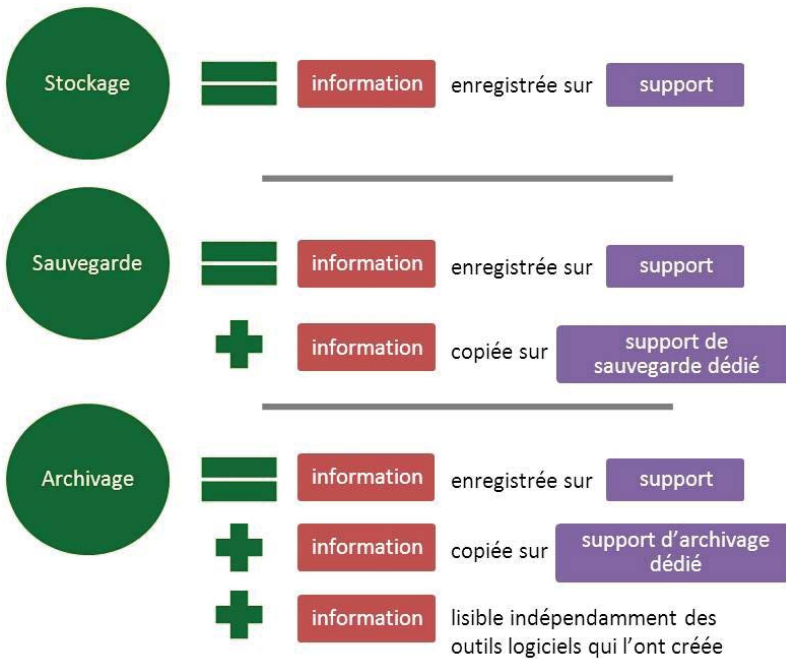 Stockage
information
enregistrée sur
support
Sauvegarde
information
enregistrée sur
support
information
copiée sur
support de
sauvegarde dédié
Archivage
information
enregistrée sur
support
information
copiée sur
support d'archivage
dédié
information
lisible indépendamment des
outils logiciels qui l'ont créée